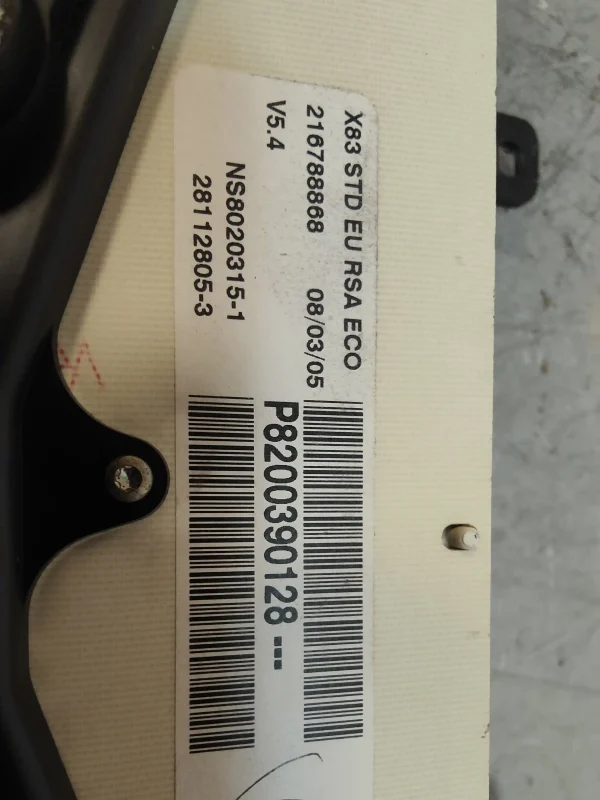 X83 STD EU RSA ECO
216788868 08/03/05
V5.4
P8200390128 ---
NS8020315-1
28112805-3